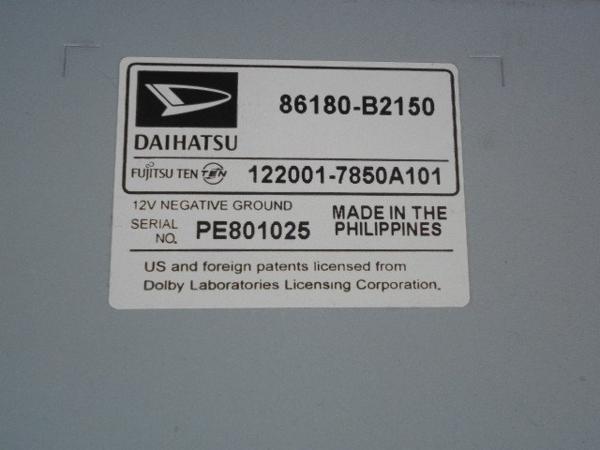 86180-B2150
DAIHATSU
FUJITSU TEN TEN 122001-7850A101
12V NEGATIVE GROUND
SERIAL NO. PE801025
MADE IN THE PHILIPPINES
US and foreign patents licensed from
Dolby Laboratories Licensing Corporation.